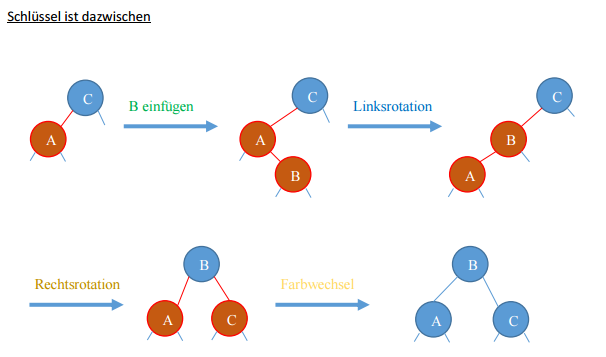 Schlüssel ist dazwischen
C
A
B einfügen
C
A
B
Linksrotation
C
B
A
Rechtsrotation
B
A
C
Farbwechsel
B
A
C